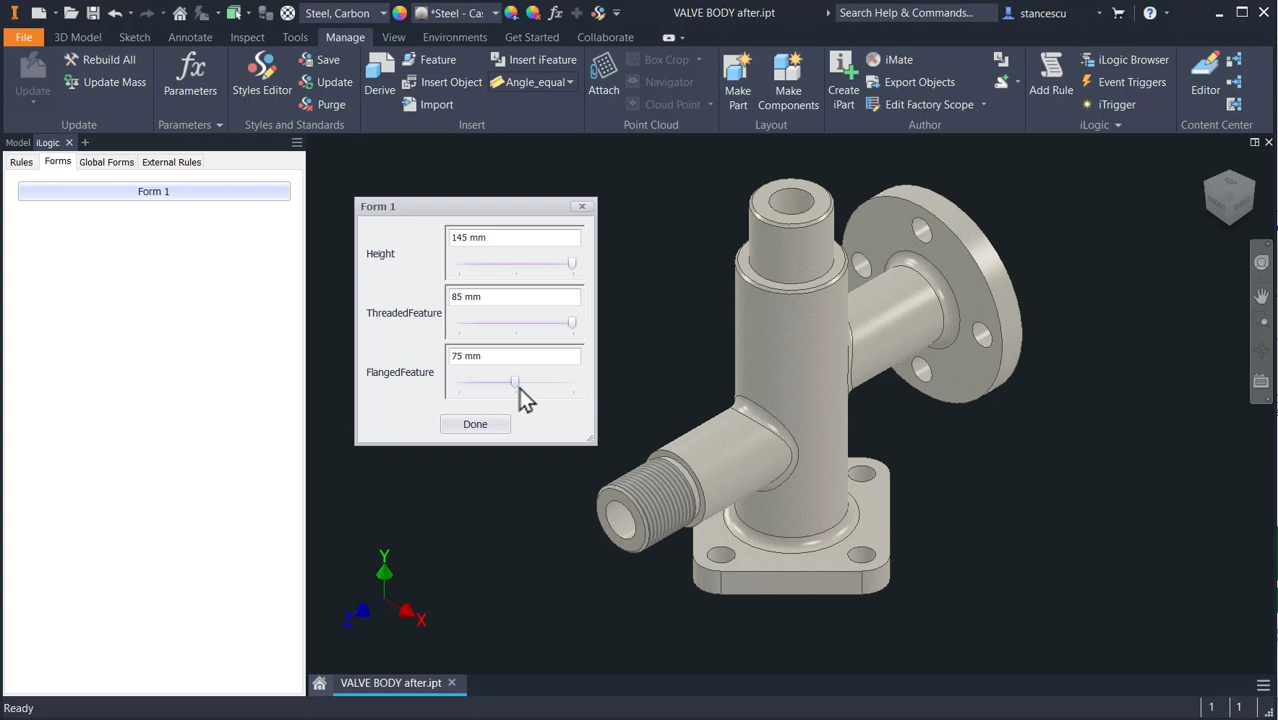 Steel, Carbon
*Steel - Cas
fx
VALVE BODY after.ipt
Search Help & Commands...
stancescu
File
3D Model
Sketch
Annotate
Inspect
Tools
Manage
View
Environments
Get Started
Collaborate
Update
Rebuild All
Update Mass
Update
fx
Parameters
Parameters
Styles Editor
Save
Update
Purge
Styles and Standards
Derive
Feature
Insert Object
Import
Insert iFeature
Angle_equal
Insert
Attach
Box Crop
Navigator
Cloud Point
Point Cloud
Make
Part
Make
Components
Layout
Create
iPart
iMate
Export Objects
Edit Factory Scope
Author
Add Rule
iLogic Browser
Event Triggers
iTrigger
iLogic
Editor
Content Center
Model
iLogic
Rules
Forms
Global Forms
External Rules
Form 1
Form 1
Height
145 mm
ThreadedFeature
85 mm
FlangedFeature
75 mm
Done
Y
Z
X
VALVE BODY after.ipt
Ready
1
1